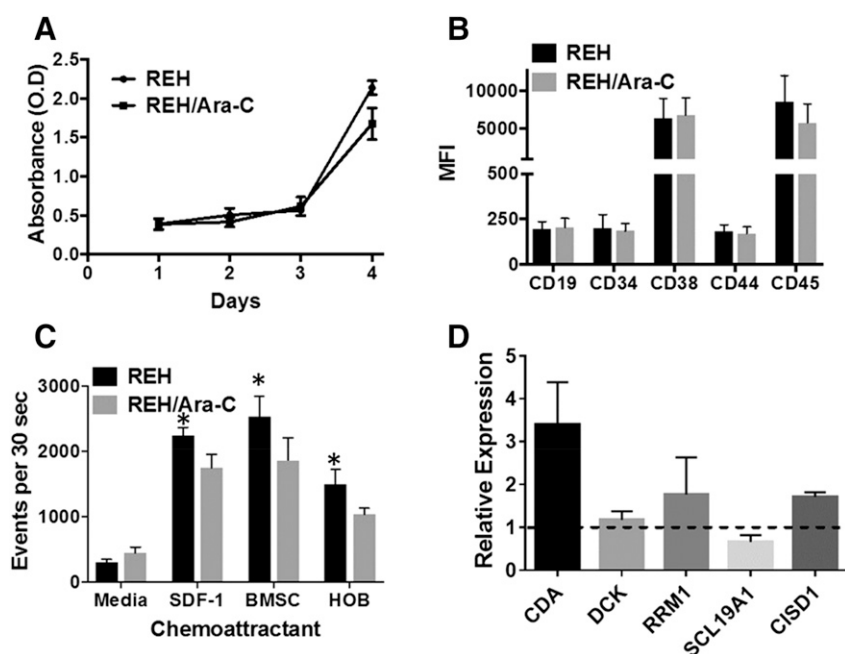 A
REH
REH/Ara-C
Absorbance (O.D)
2.5
2.0
1.5
1.0
0.5
0.0
0 1 2 3 4
Days
B
REH
REH/Ara-C
MFI
10000
5000
500
250
0
CD19 CD34 CD38 CD44 CD45
C
REH
REH/Ara-C
Events per 30 sec
3000
2000
1000
0
* * *
Media SDF-1 BMSC HOB
Chemoattractant
D
Relative Expression
5
4
3
2
1
0
CDA DCK RRM1 SCL19A1 CISD1